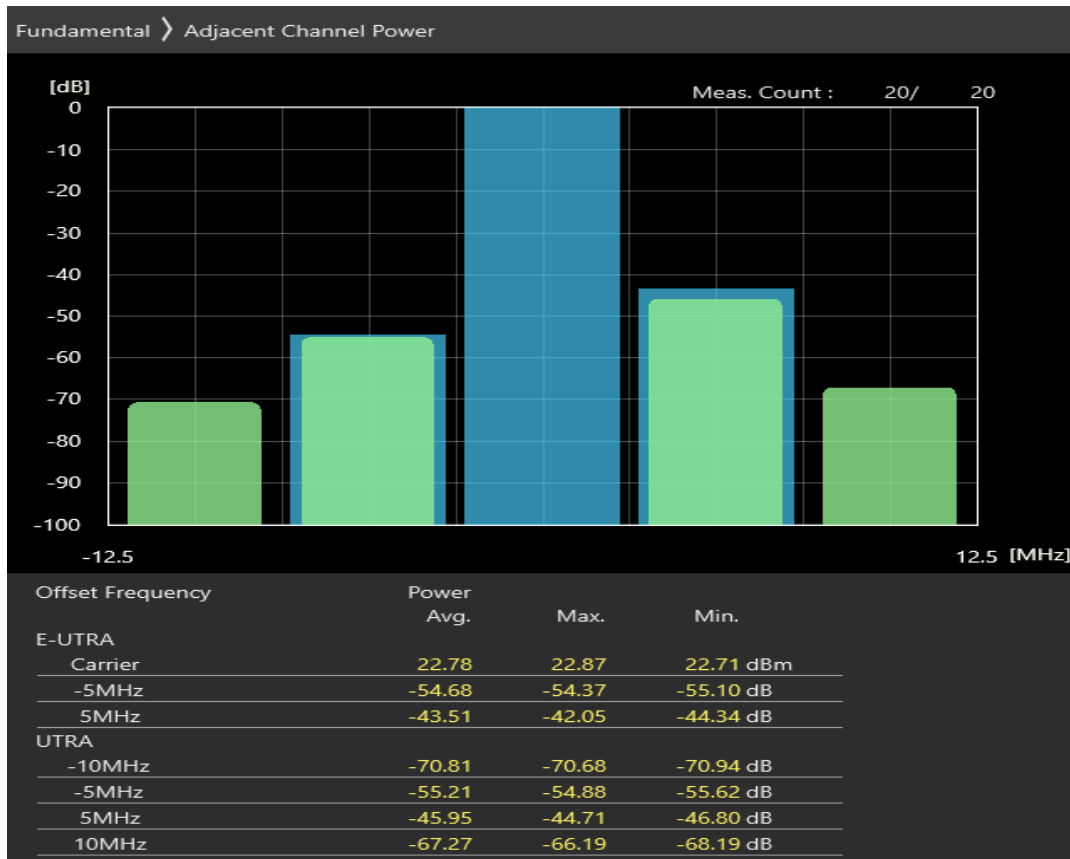 Fundamental 〉 Adjacent Channel Power
[dB]
Meas. Count : 20/ 20
0
-10
-20
-30
-40
-50
-60
-70
-80
-90
-100
-12.5 12.5 [MHz]
Offset Frequency Power
Avg. Max. Min.
E-UTRA
Carrier 22.78 22.87 22.71 dBm
-5MHz -54.68 -54.37 -55.10 dB
5MHz -43.51 -42.05 -44.34 dB
UTRA
-10MHz -70.81 -70.68 -70.94 dB
-5MHz -55.21 -54.88 -55.62 dB
5MHz -45.95 -44.71 -46.80 dB
10MHz -67.27 -66.19 -68.19 dB